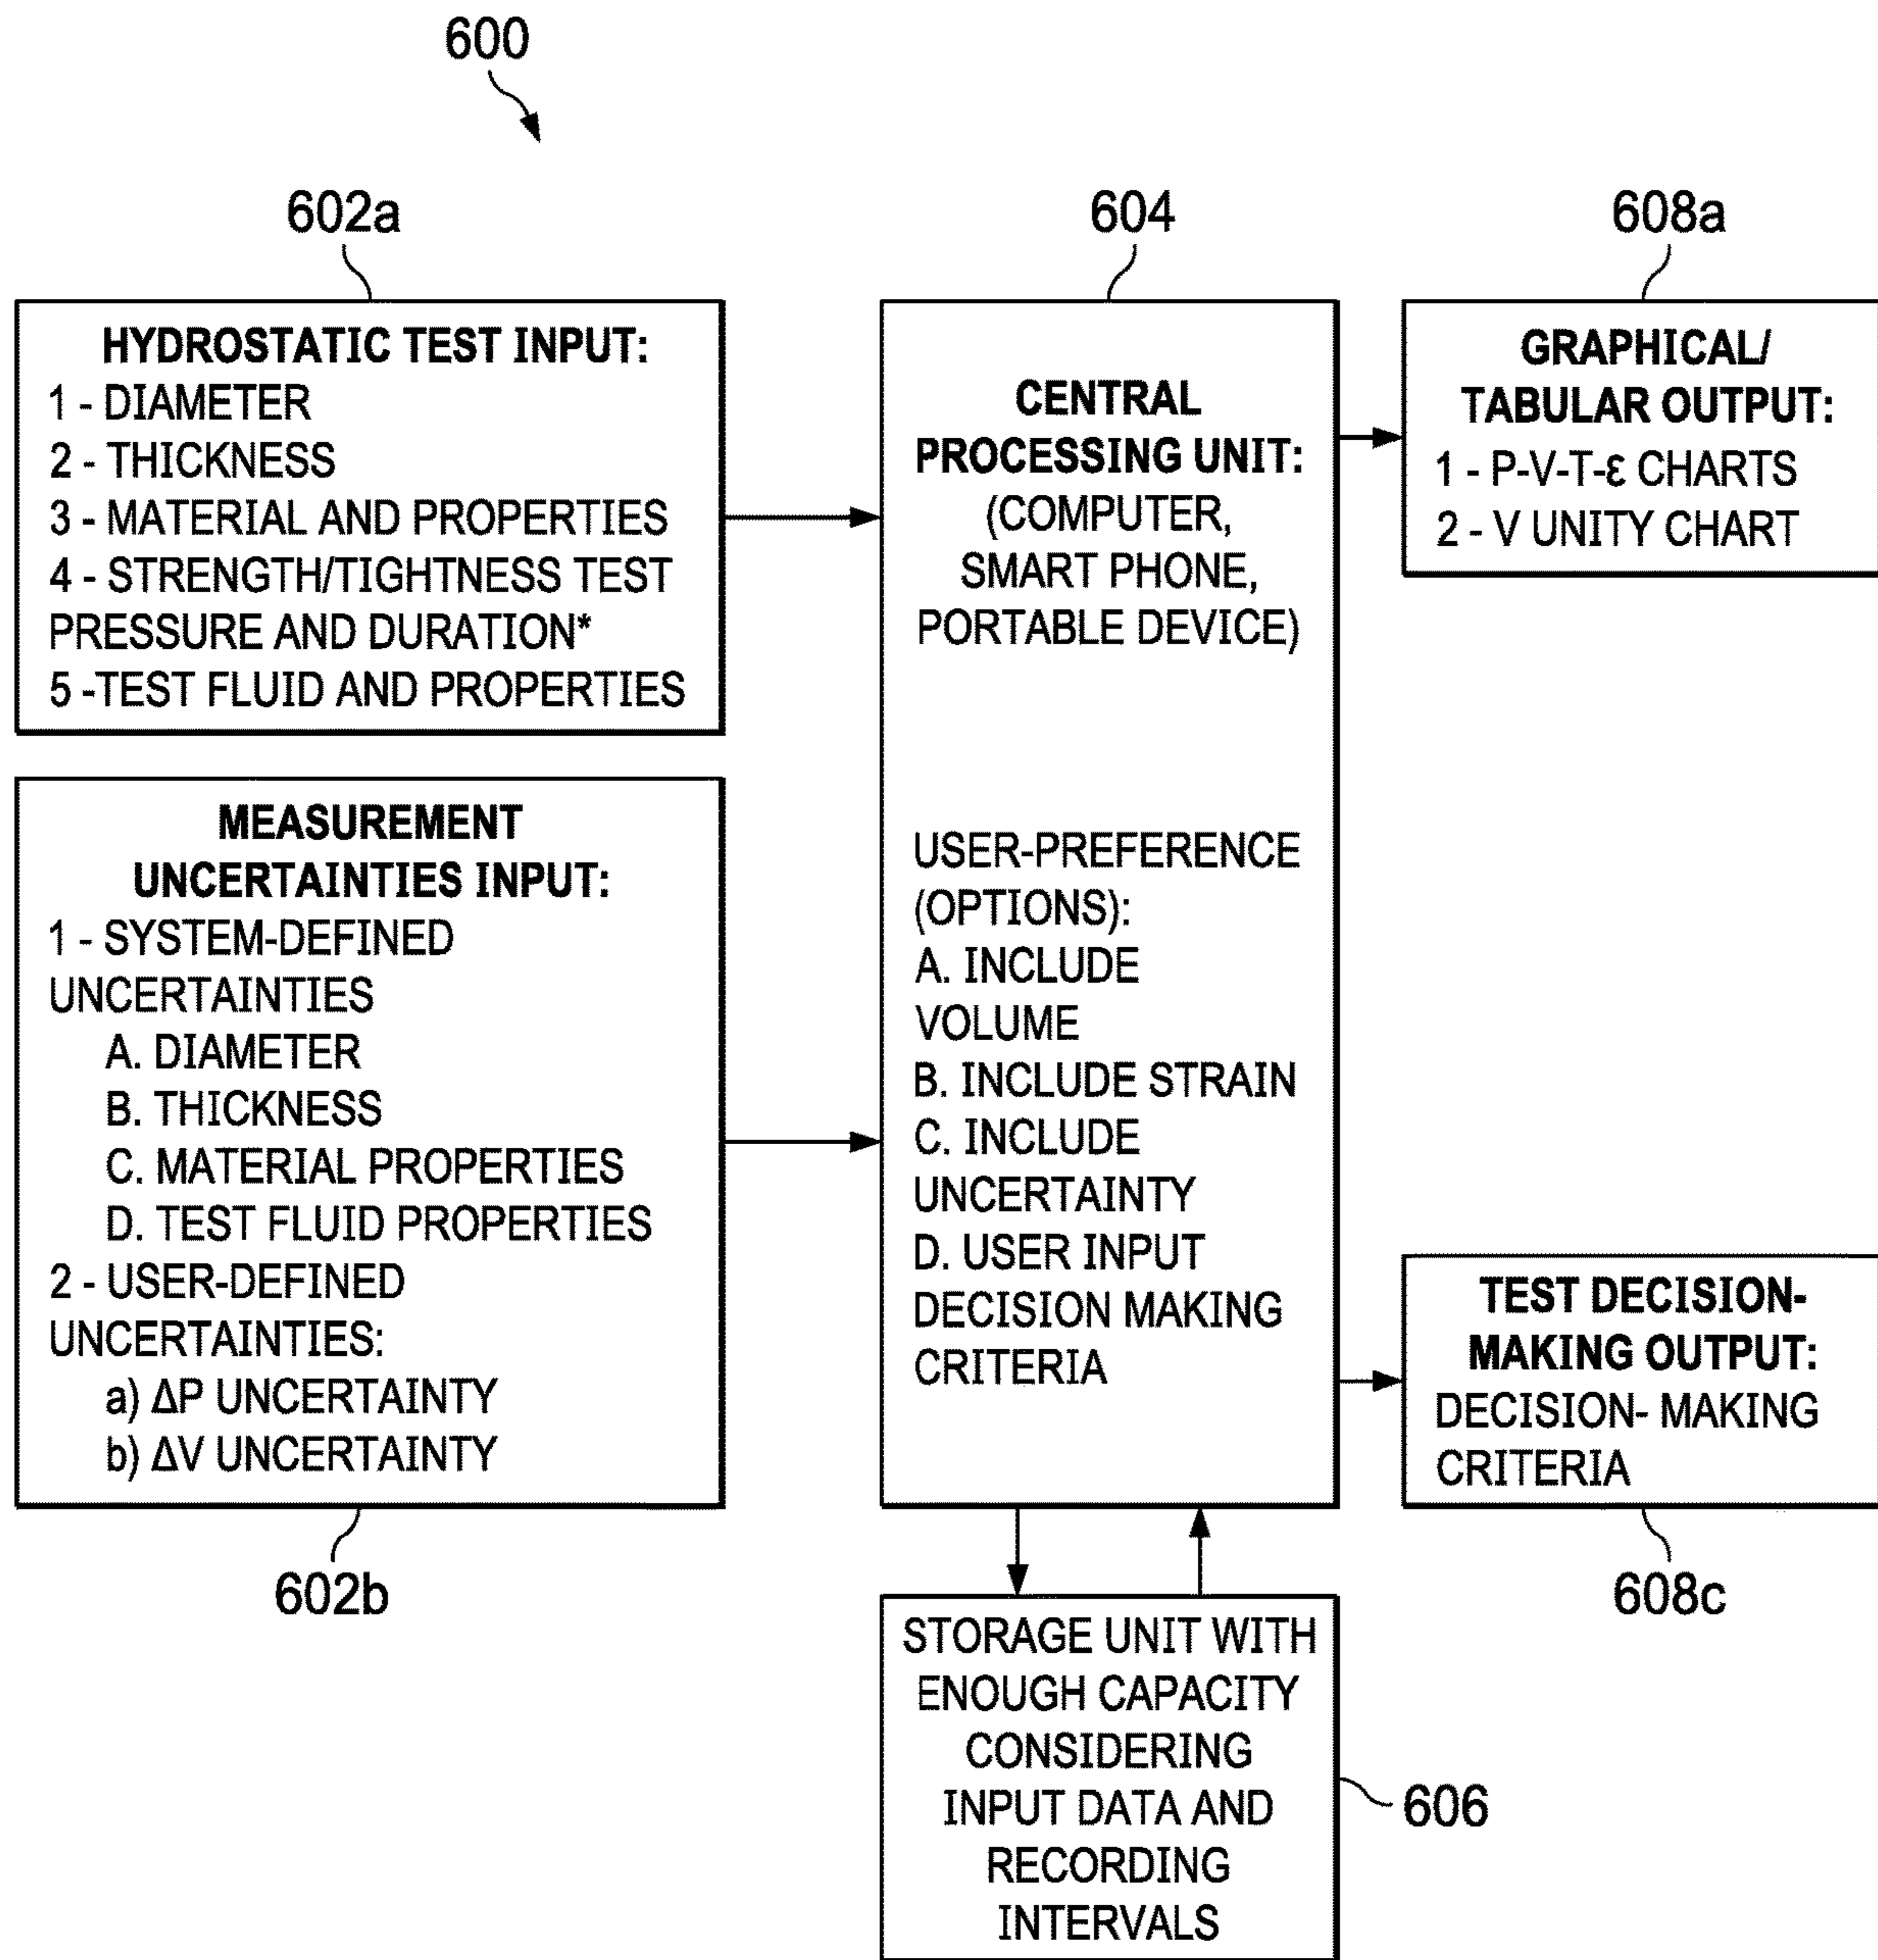 600
602a
HYDROSTATIC TEST INPUT:
1 - DIAMETER
2 - THICKNESS
3 - MATERIAL AND PROPERTIES
4 - STRENGTH/TIGHTNESS TEST
PRESSURE AND DURATION*
5 -TEST FLUID AND PROPERTIES
MEASUREMENT
UNCERTAINTIES INPUT:
1 - SYSTEM-DEFINED
UNCERTAINTIES
A. DIAMETER
B. THICKNESS
C. MATERIAL PROPERTIES
D. TEST FLUID PROPERTIES
2 - USER-DEFINED
UNCERTAINTIES:
a) ΔP UNCERTAINTY
b) ΔV UNCERTAINTY
602b
604
CENTRAL
PROCESSING UNIT:
(COMPUTER,
SMART PHONE,
PORTABLE DEVICE)
USER-PREFERENCE
(OPTIONS):
A. INCLUDE
VOLUME
B. INCLUDE STRAIN
C. INCLUDE
UNCERTAINTY
D. USER INPUT
DECISION MAKING
CRITERIA
STORAGE UNIT WITH
ENOUGH CAPACITY
CONSIDERING
INPUT DATA AND
RECORDING
INTERVALS
606
608a
GRAPHICAL/
TABULAR OUTPUT:
1 - P-V-T-ε CHARTS
2 - V UNITY CHART
TEST DECISION-
MAKING OUTPUT:
DECISION- MAKING
CRITERIA
608c